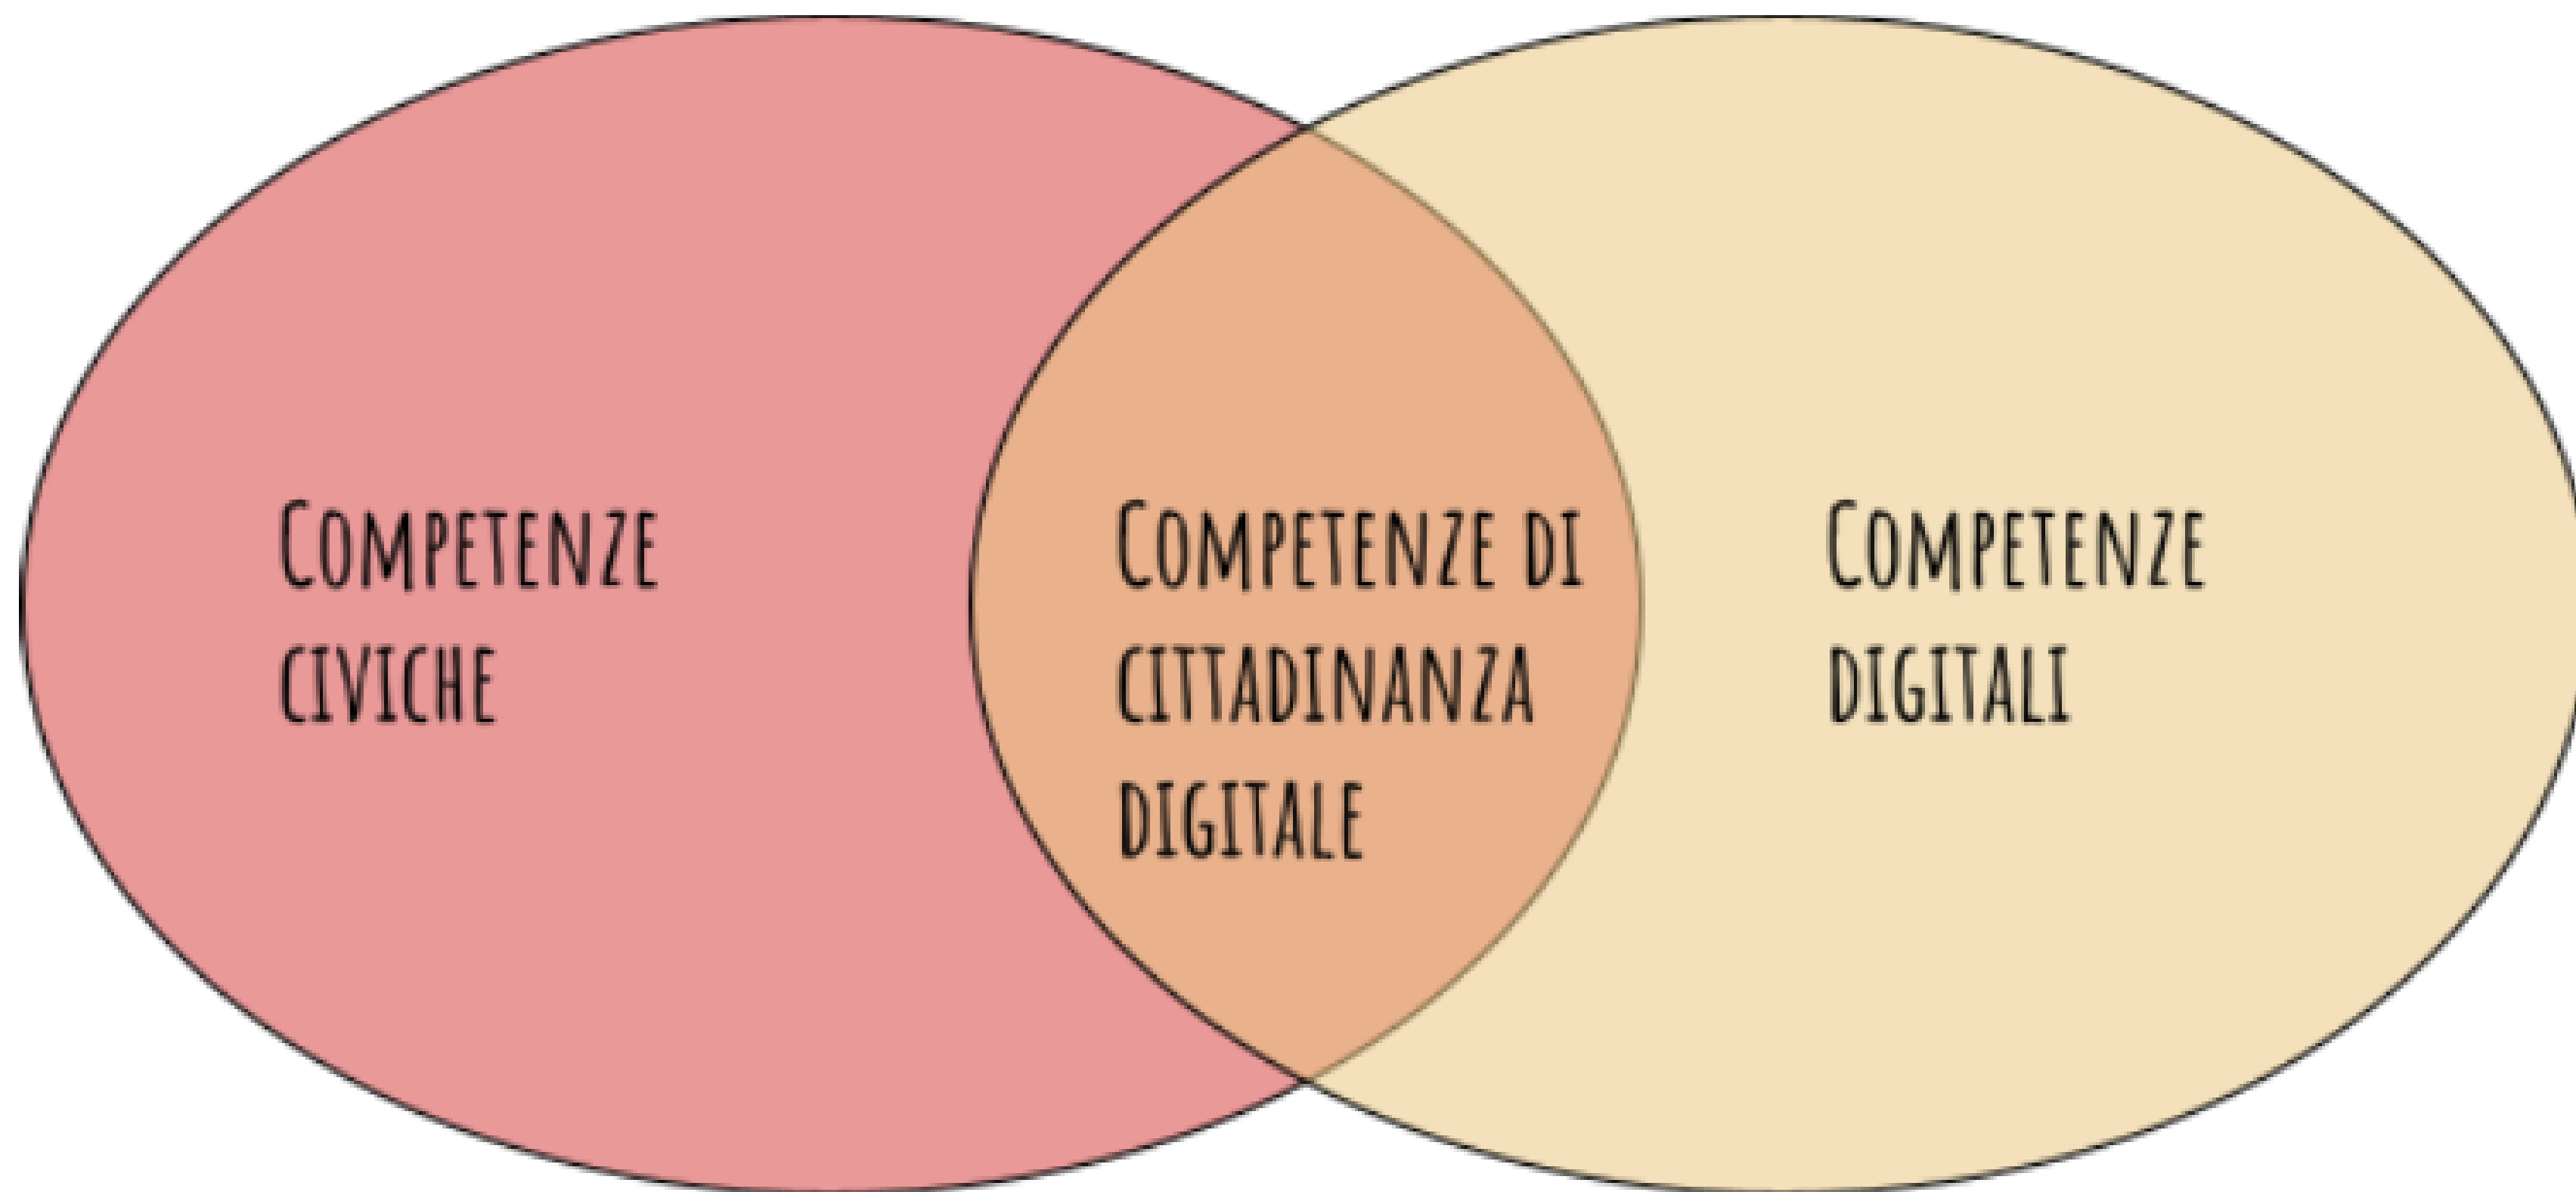 Competenze
civiche
Competenze di
cittadinanza
digitale
Competenze
digitali